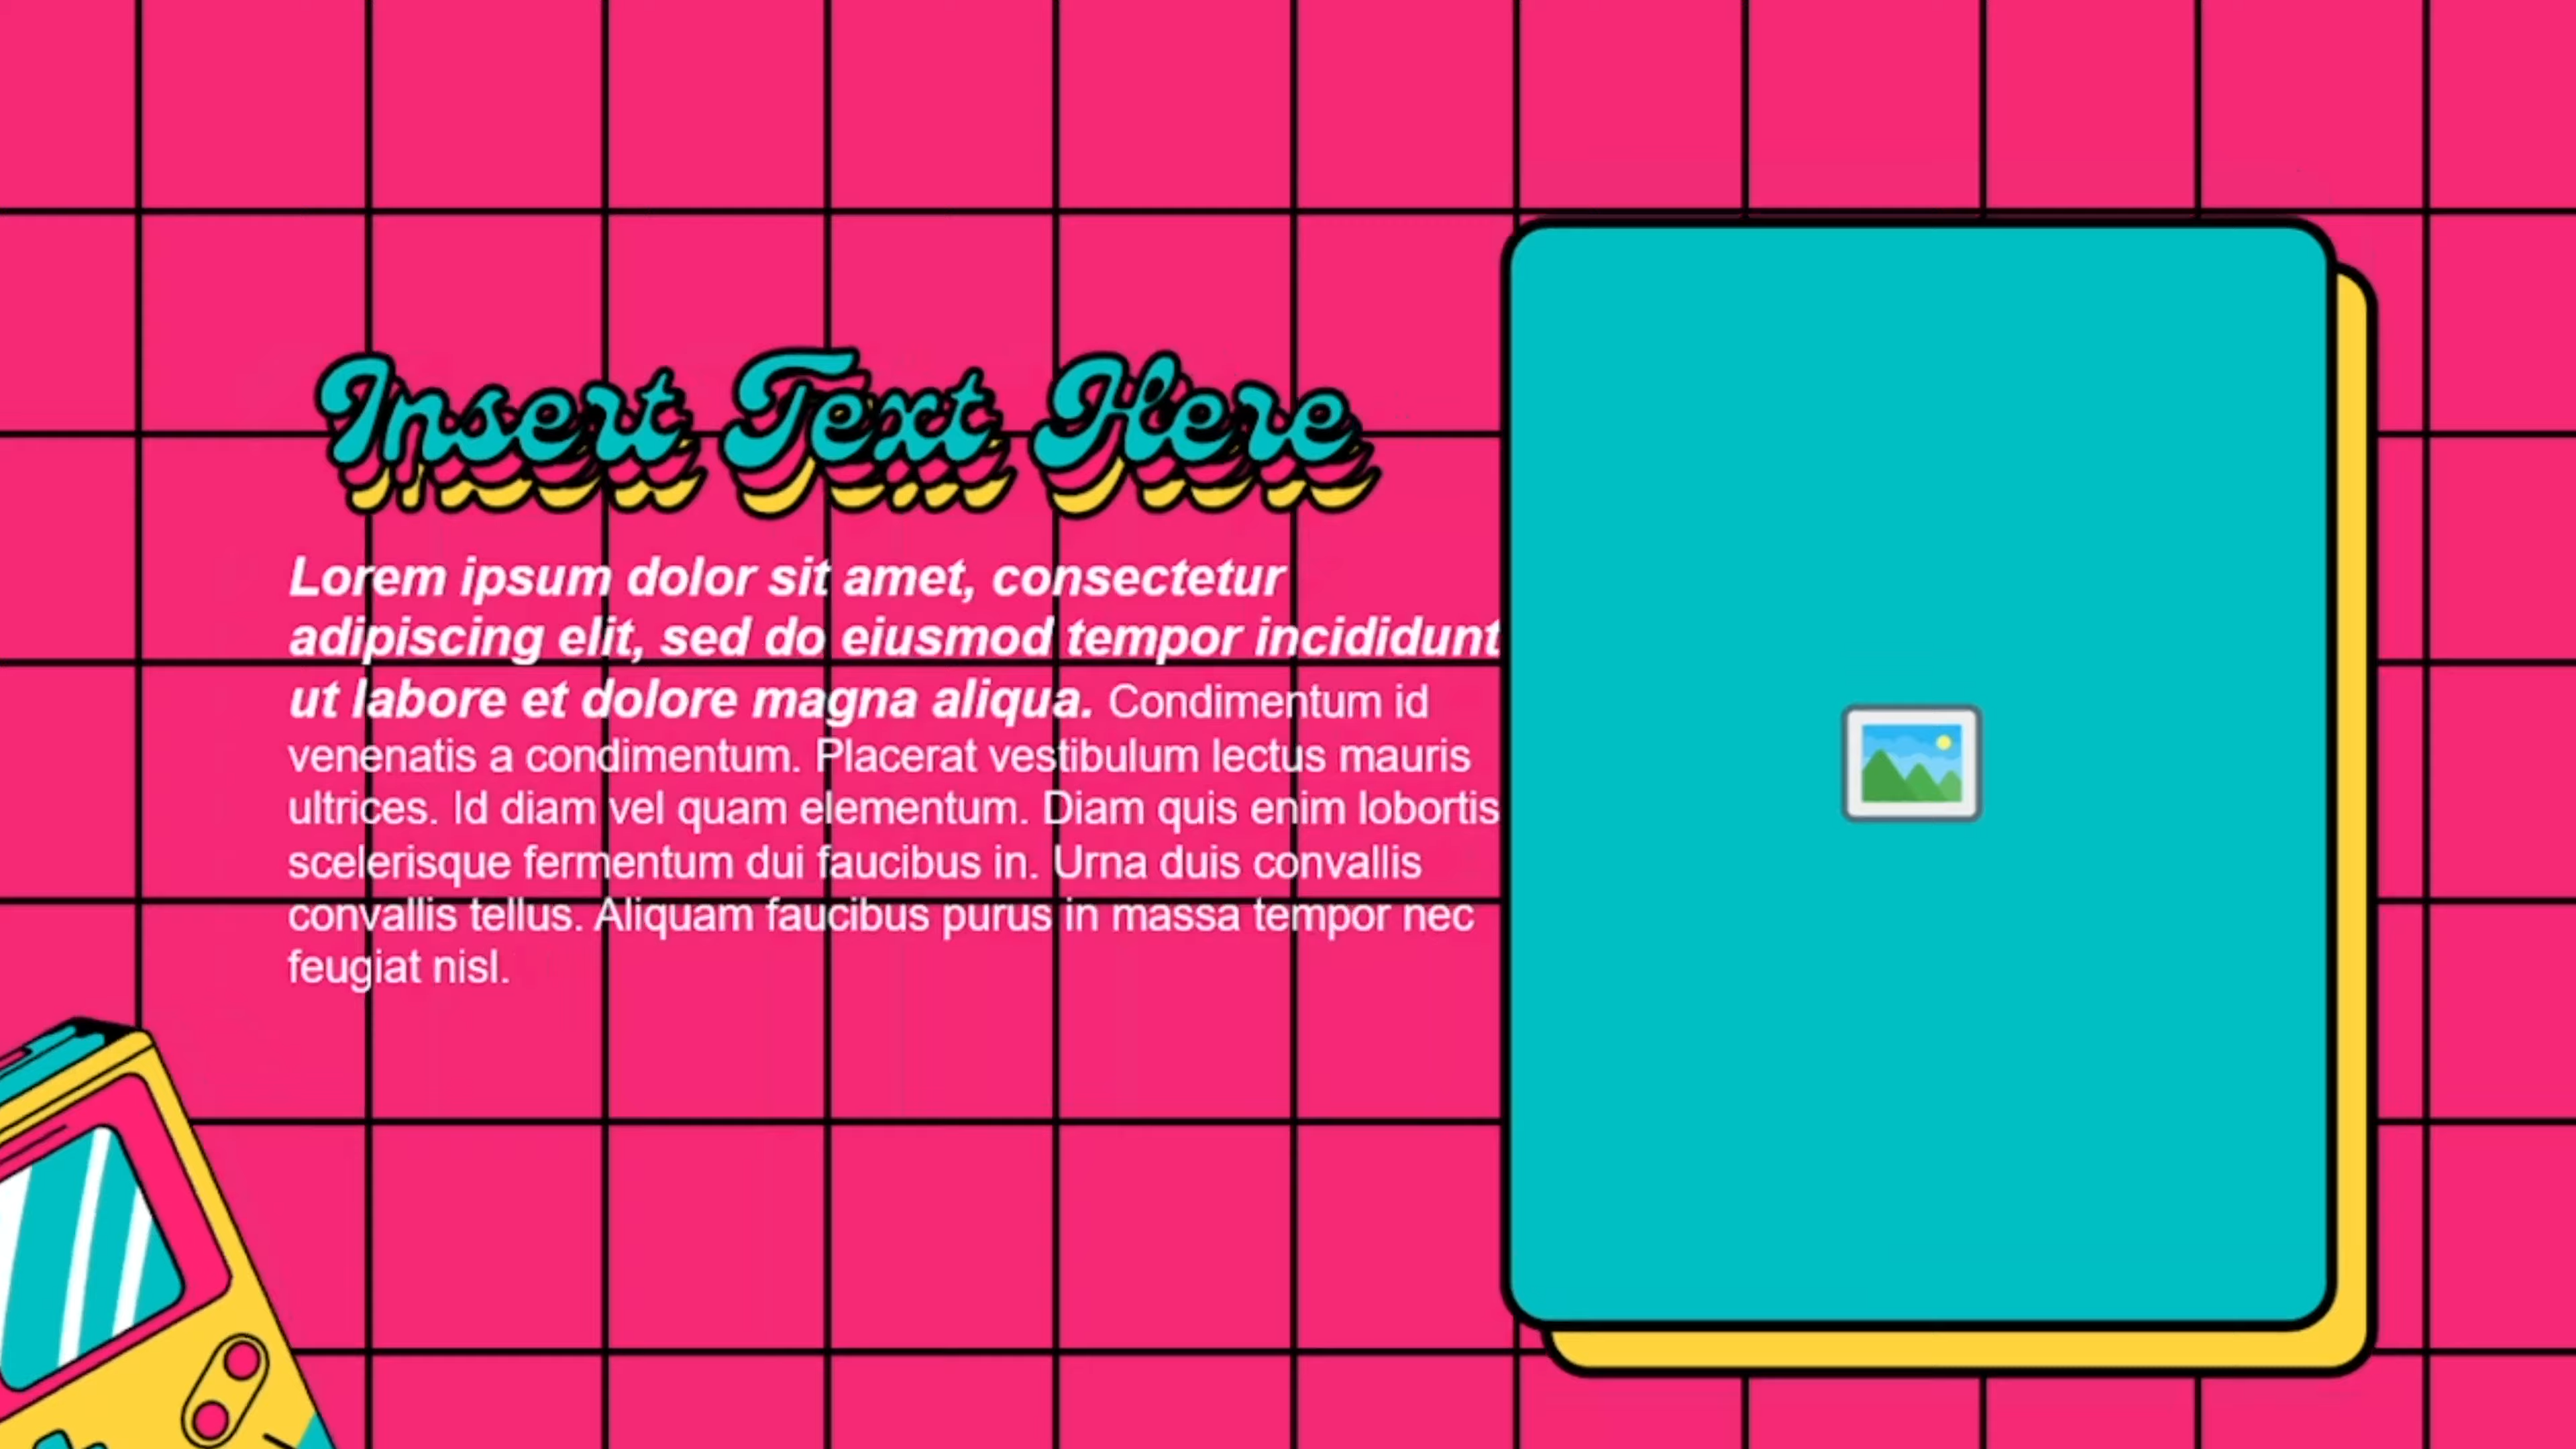 Insert Text Here
Lorem ipsum dolor sit amet, consectetur
adipiscing elit, sed do eiusmod tempor incididunt
ut labore et dolore magna aliqua. Condimentum id
venenatis a condimentum. Placerat vestibulum lectus mauris
ultrices. Id diam vel quam elementum. Diam quis enim lobortis
scelerisque fermentum dui faucibus in. Urna duis convallis
convallis tellus. Aliquam faucibus purus in massa tempor nec
feugiat nisl.